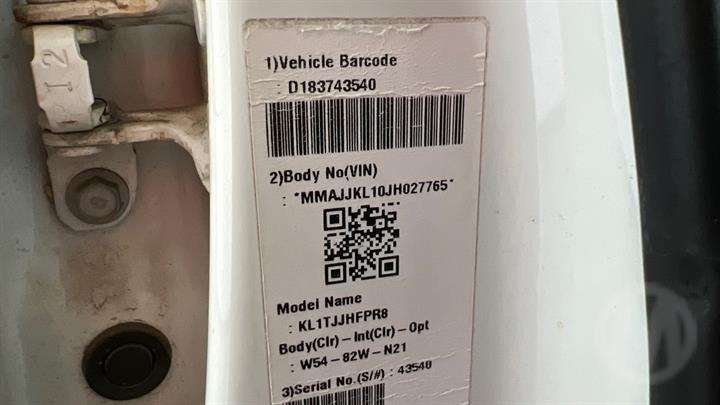 P12
1)Vehicle Barcode
: D183743540
2)Body No(VIN)
: *MMAJJKL10JH027765*
Model Name
: KL1TJJHFPR8
Body(Clr)-Int(Clr)-Opt
: W54-82W-N21
3)Serial No.(S/#) : 43540